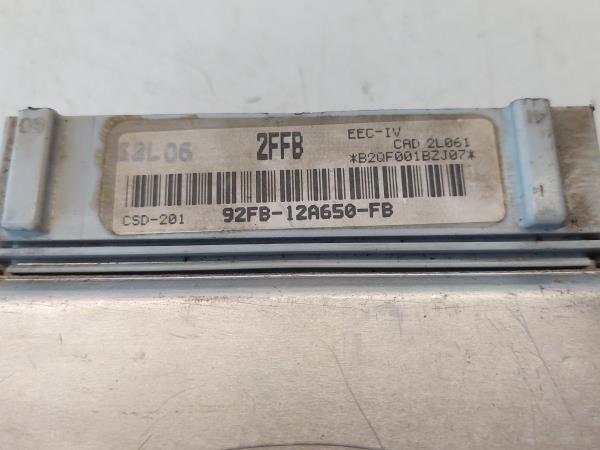 2FFB
EEC-IV
CAD 2L061
*B2QF001BZJ07*
CSD-201
92FB-12A650-FB